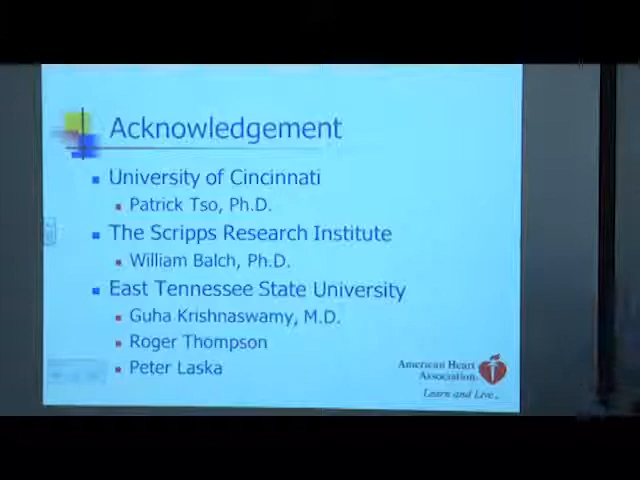 Acknowledgement
University of Cincinnati
Patrick Tso, Ph.D.
The Scripps Research Institute
William Balch, Ph.D.
East Tennessee State University
Guha Krishnaswamy, M.D.
Roger Thompson
Peter Laska
American Heart
Association.
Learn and Live.